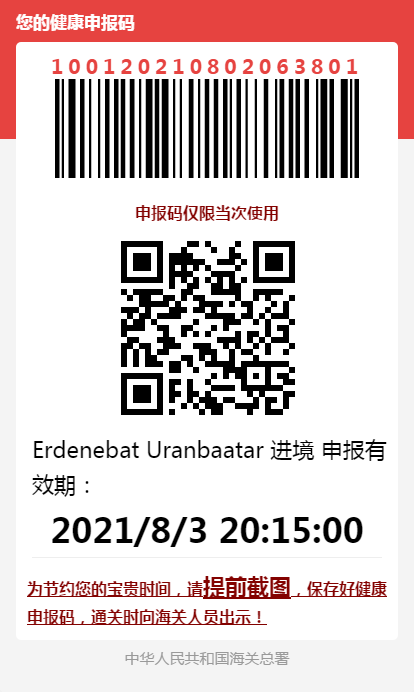 您的健康申报码
100120210802063801
申报码仅限当次使用
Erdenebat Uranbaatar 进境 申报有
效期：
2021/8/3 20:15:00
为节约您的宝贵时间，请提前截图，保存好健康
申报码，通关时向海关人员出示！
中华人民共和国海关总署